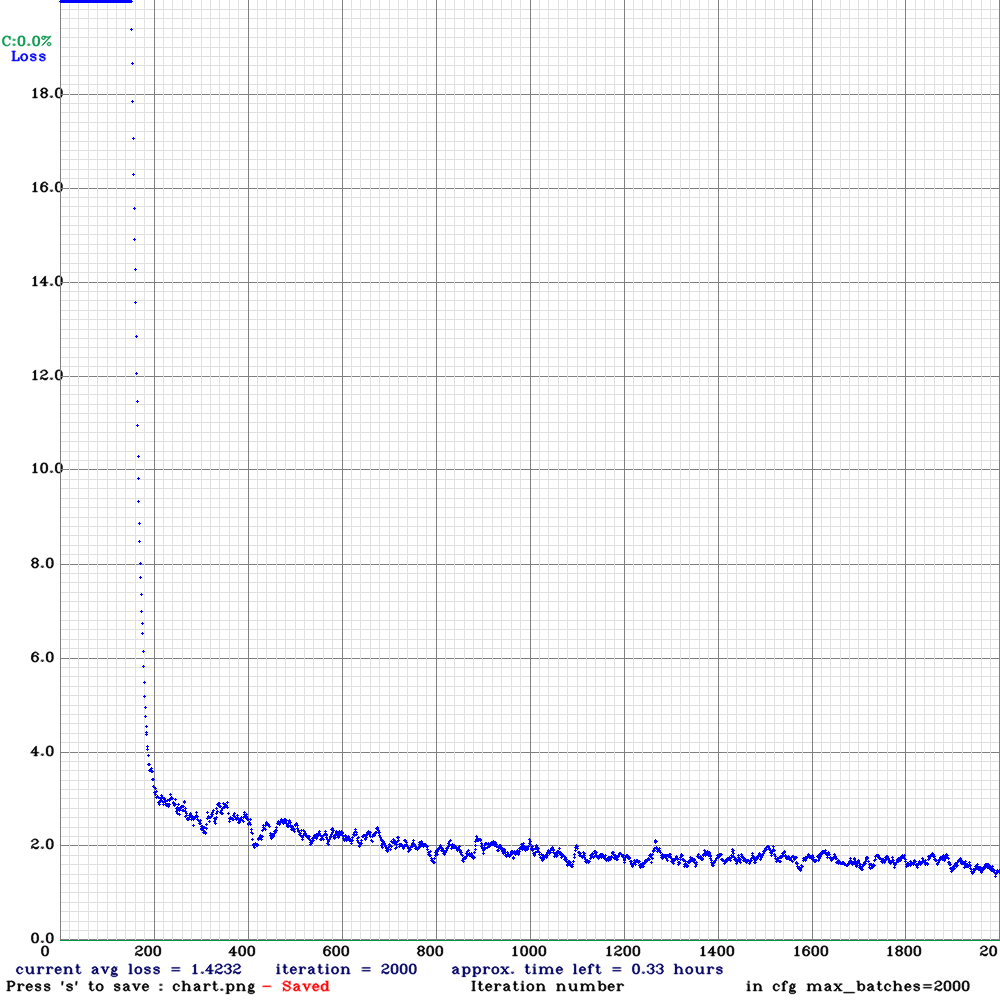 C:0.0%
Loss
18.0
16.0
14.0
12.0
10.0
8.0
6.0
4.0
2.0
0.0
0 200 400 600 800 1000 1200 1400 1600 1800 20
current avg loss = 1.4232 iteration = 2000 approx. time left = 0.33 hours
Press 's' to save : chart.png - Saved Iteration number in cfg max_batches=2000